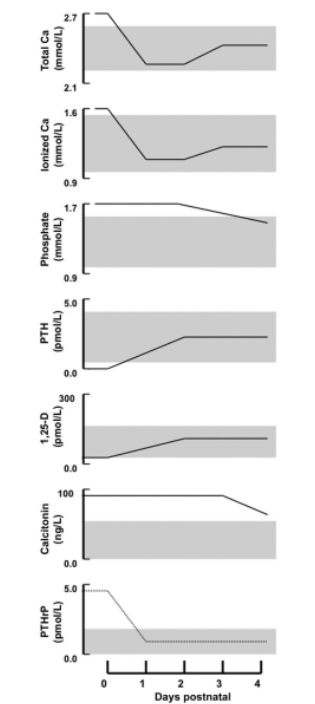 2.7
Total Ca
(mmol/L)
2.1
1.6
Ionized Ca
(mmol/L)
0.9
1.7
Phosphate
(mmol/L)
0.9
5.0
PTH
(pmol/L)
0.0
300
1,25-D
(pmol/L)
0.0
100
Calcitonin
(ng/L)
0.0
5.0
PTHrP
(pmol/L)
0.0
0 1 2 3 4
Days postnatal